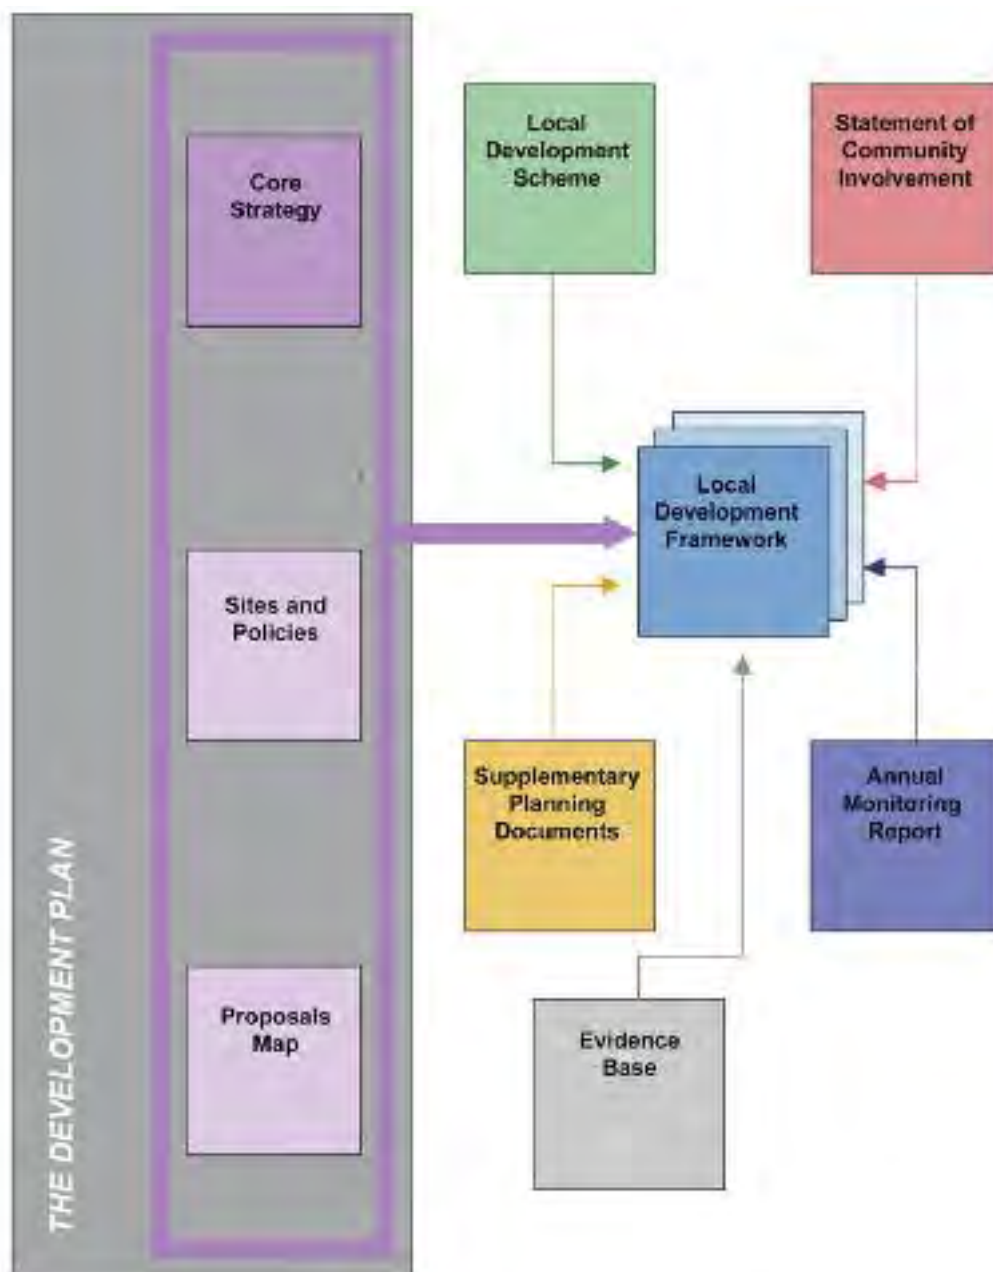 THE DEVELOPMENT PLAN
Core
Strategy
Sites and
Policies
Proposals
Map
Local
Development
Scheme
Statement of
Community
Involvement
Local
Development
Framework
Supplementary
Planning
Documents
Annual
Monitoring
Report
Evidence
Base